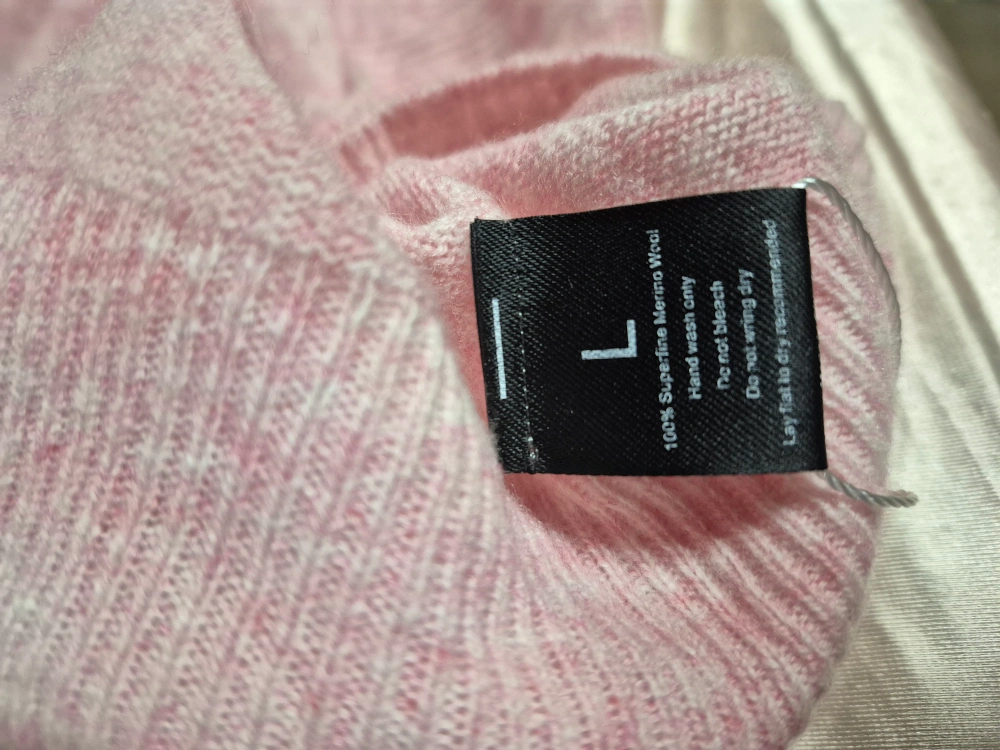 L
100% Superfine Merino Wool
Hand wash only
Do not bleach
Do not wring dry
Lay flat to dry recommended